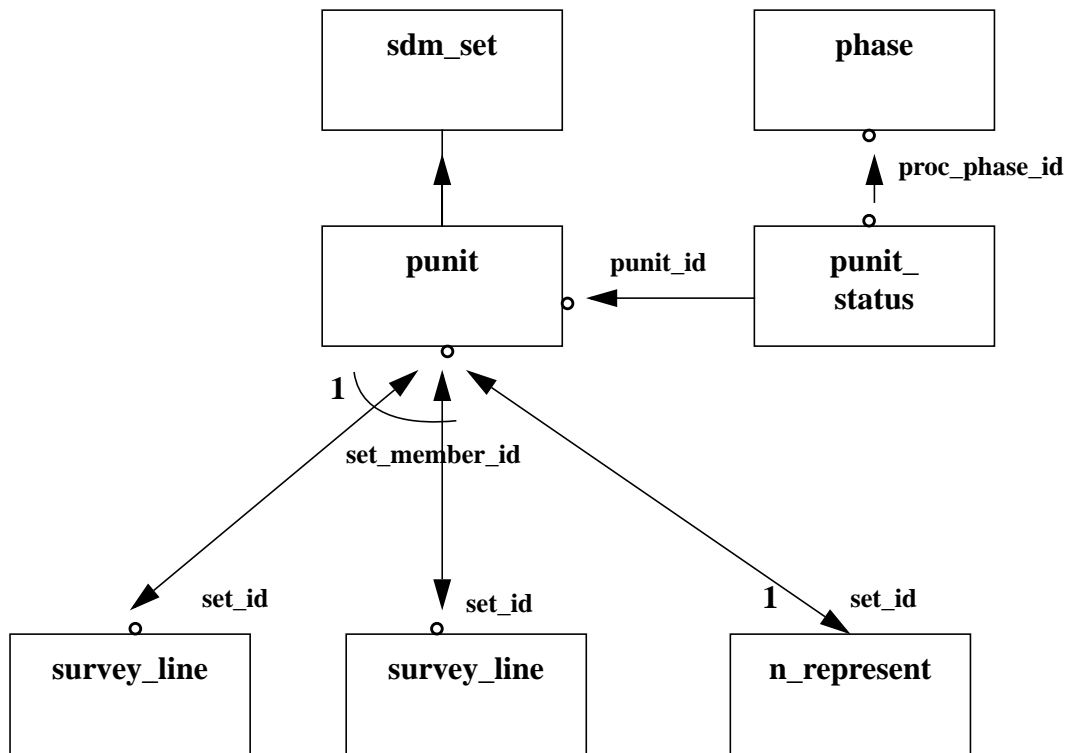 sdm_set
phase
proc_phase_id
punit
punit_id
punit_
status
1
set_member_id
set_id
set_id
1
set_id
survey_line
survey_line
n_represent